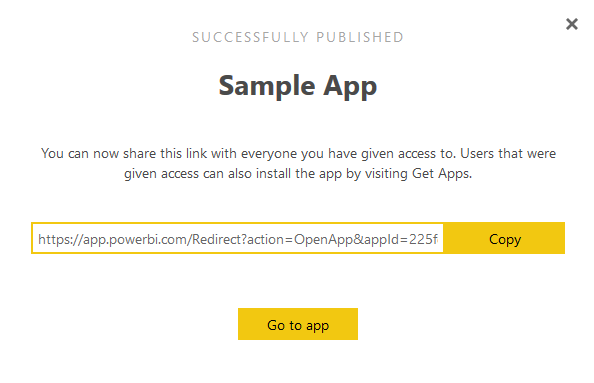 SUCCESSFULLY PUBLISHED
Sample App
You can now share this link with everyone you have given access to. Users that were
given access can also install the app by visiting Get Apps.
https://app.powerbi.com/Redirect?action=OpenApp&appId=225f
Copy
Go to app